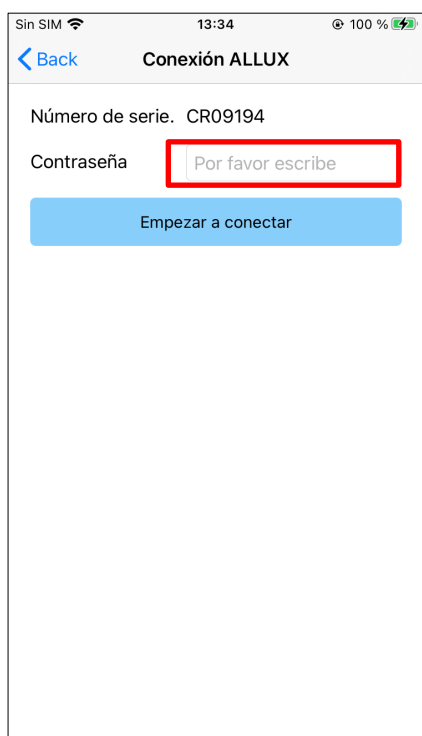 Sin SIM 13:34 100 %
Back Conexión ALLUX
Número de serie. CR09194
Contraseña Por favor escribe
Empezar a conectar